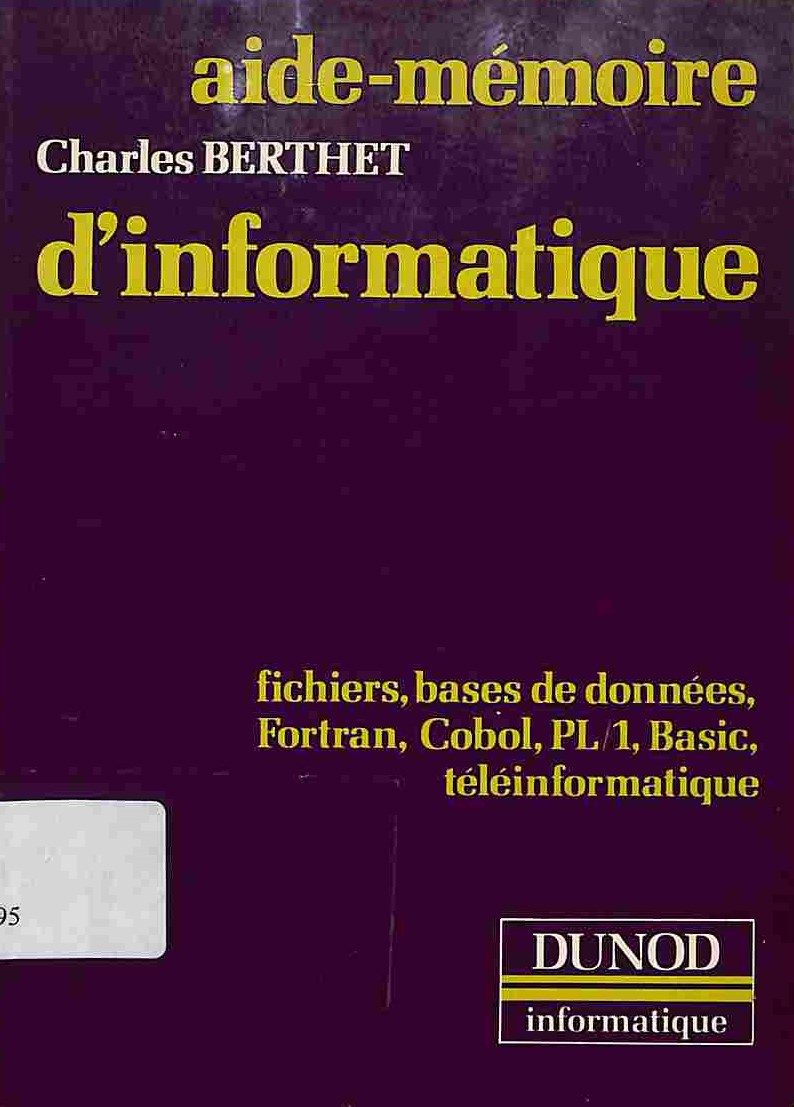 aide-mémoire
Charles BERTHET
d'informatique
fichiers, bases de données,
Fortran, Cobol, PL/1, Basic,
téléinformatique
95
DUNOD
informatique